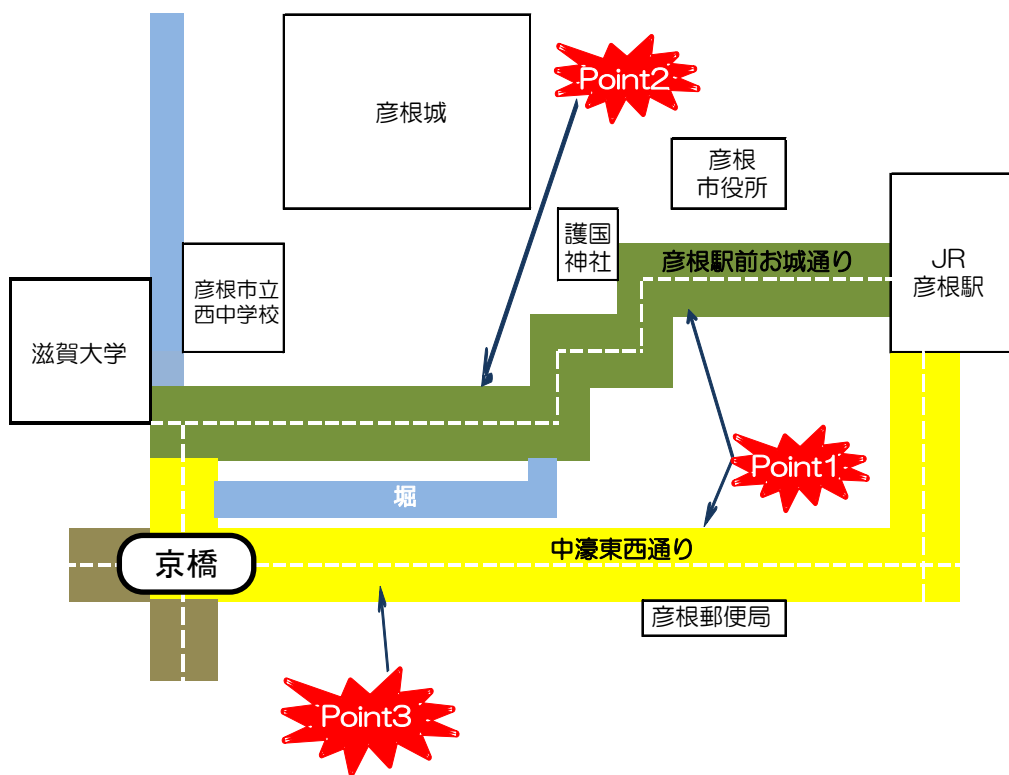 Point2
彦根城
彦根
市役所
護国
神社
彦根駅前お城通り
JR
彦根駅
彦根市立
西中学校
滋賀大学
Point1
堀
中濠東西通り
京橋
彦根郵便局
Point3